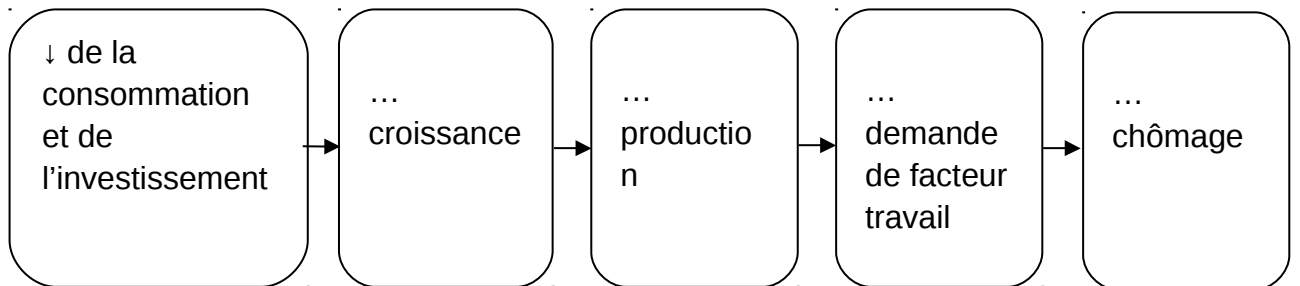 ↓ de la
consommation
et de
l’investissement
…
croissance
…
productio
n
…
demande
de facteur
travail
…
chômage